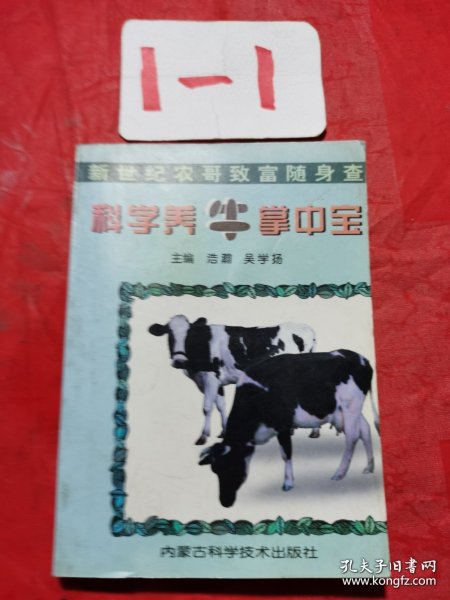 1-1
新世纪农哥致富随身查
科学养牛掌中宝
主编 浩瀚 吴学扬
内蒙古科学技术出版社
孔夫子旧书网
www.kongfz.com